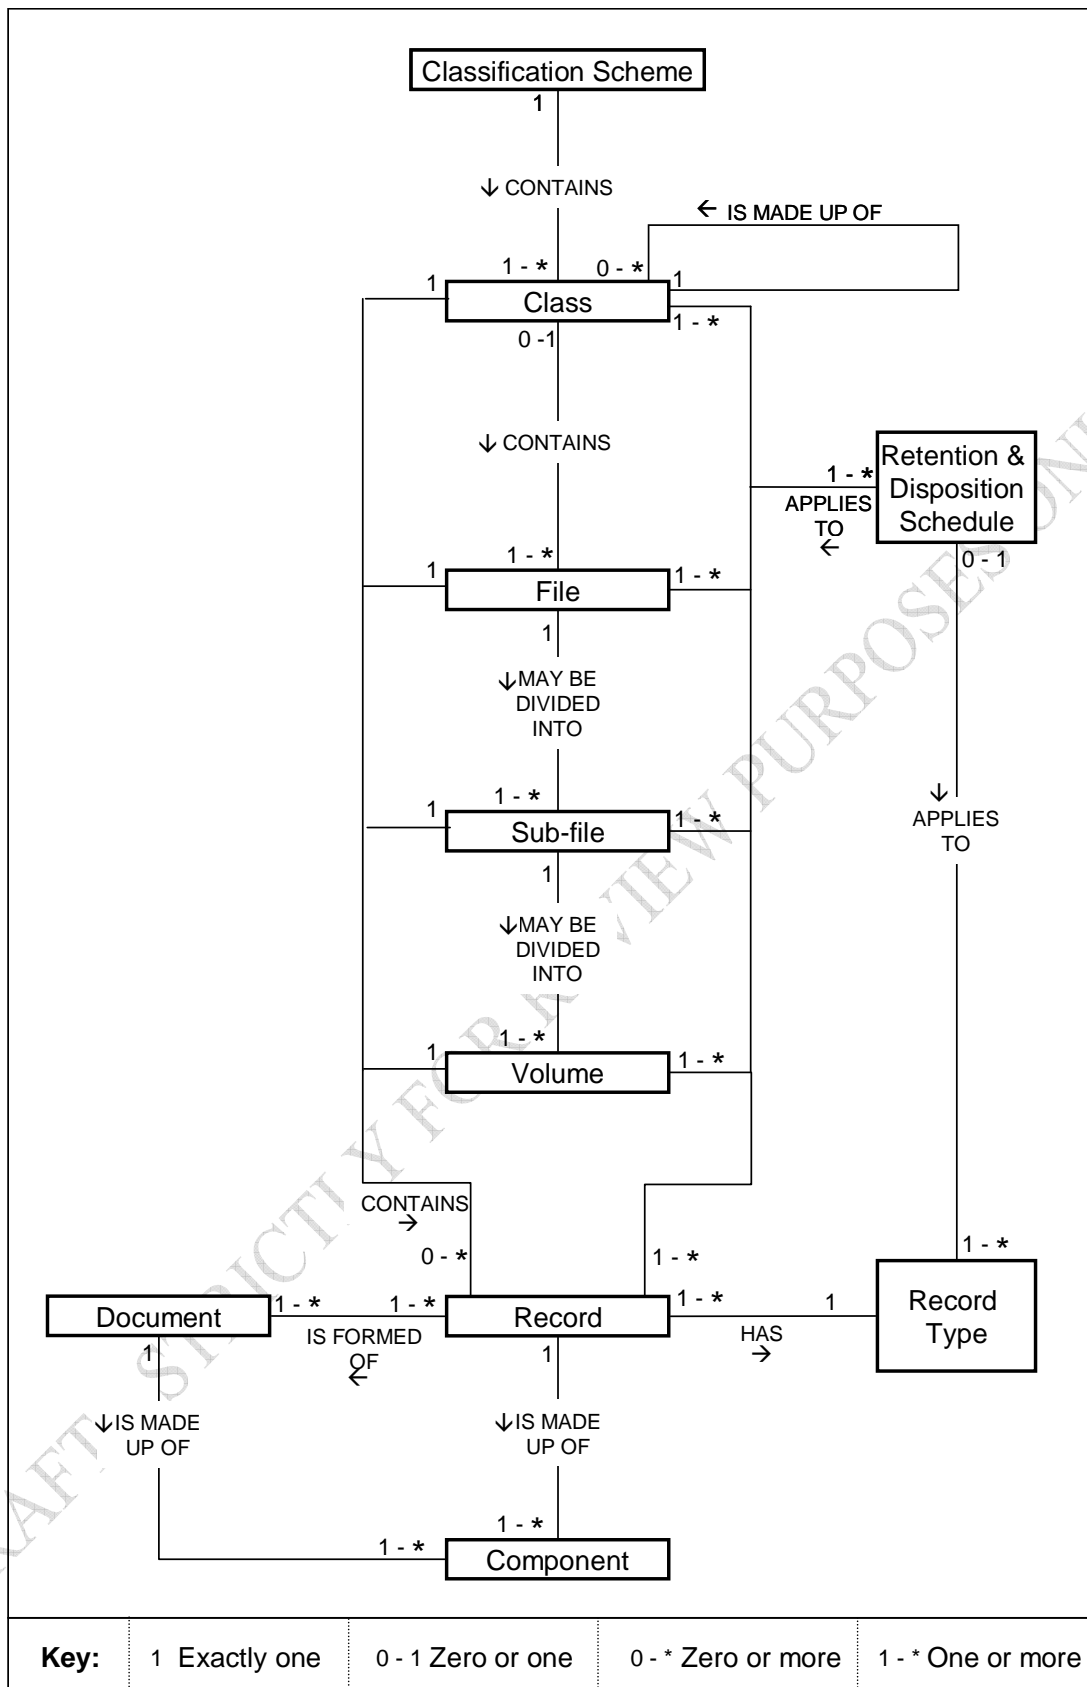 Classification Scheme
1
↓ CONTAINS
← IS MADE UP OF
1 - *
0 - *
1
1
Class
0 -1
1 - *
↓ CONTAINS
Retention &
Disposition
Schedule
1 - *
APPLIES
TO
←
0 - 1
1 - *
1
File
1 - *
1
↓ MAY BE
DIVIDED
INTO
↓
APPLIES
TO
1 - *
1
Sub-file
1 - *
1
↓ MAY BE
DIVIDED
INTO
1 - *
1
Volume
1 - *
CONTAINS
→
0 - *
1 - *
1 - *
Document
1 - *
1 - *
IS FORMED
OF
←
Record
1 - *
1
HAS
→
Record
Type
1
1
↓ IS MADE
UP OF
↓ IS MADE
UP OF
1 - *
1 - *
Component
Key:
1 Exactly one
0 - 1 Zero or one
0 - * Zero or more
1 - * One or more
STRICTLY FOR REVIEW PURPOSES